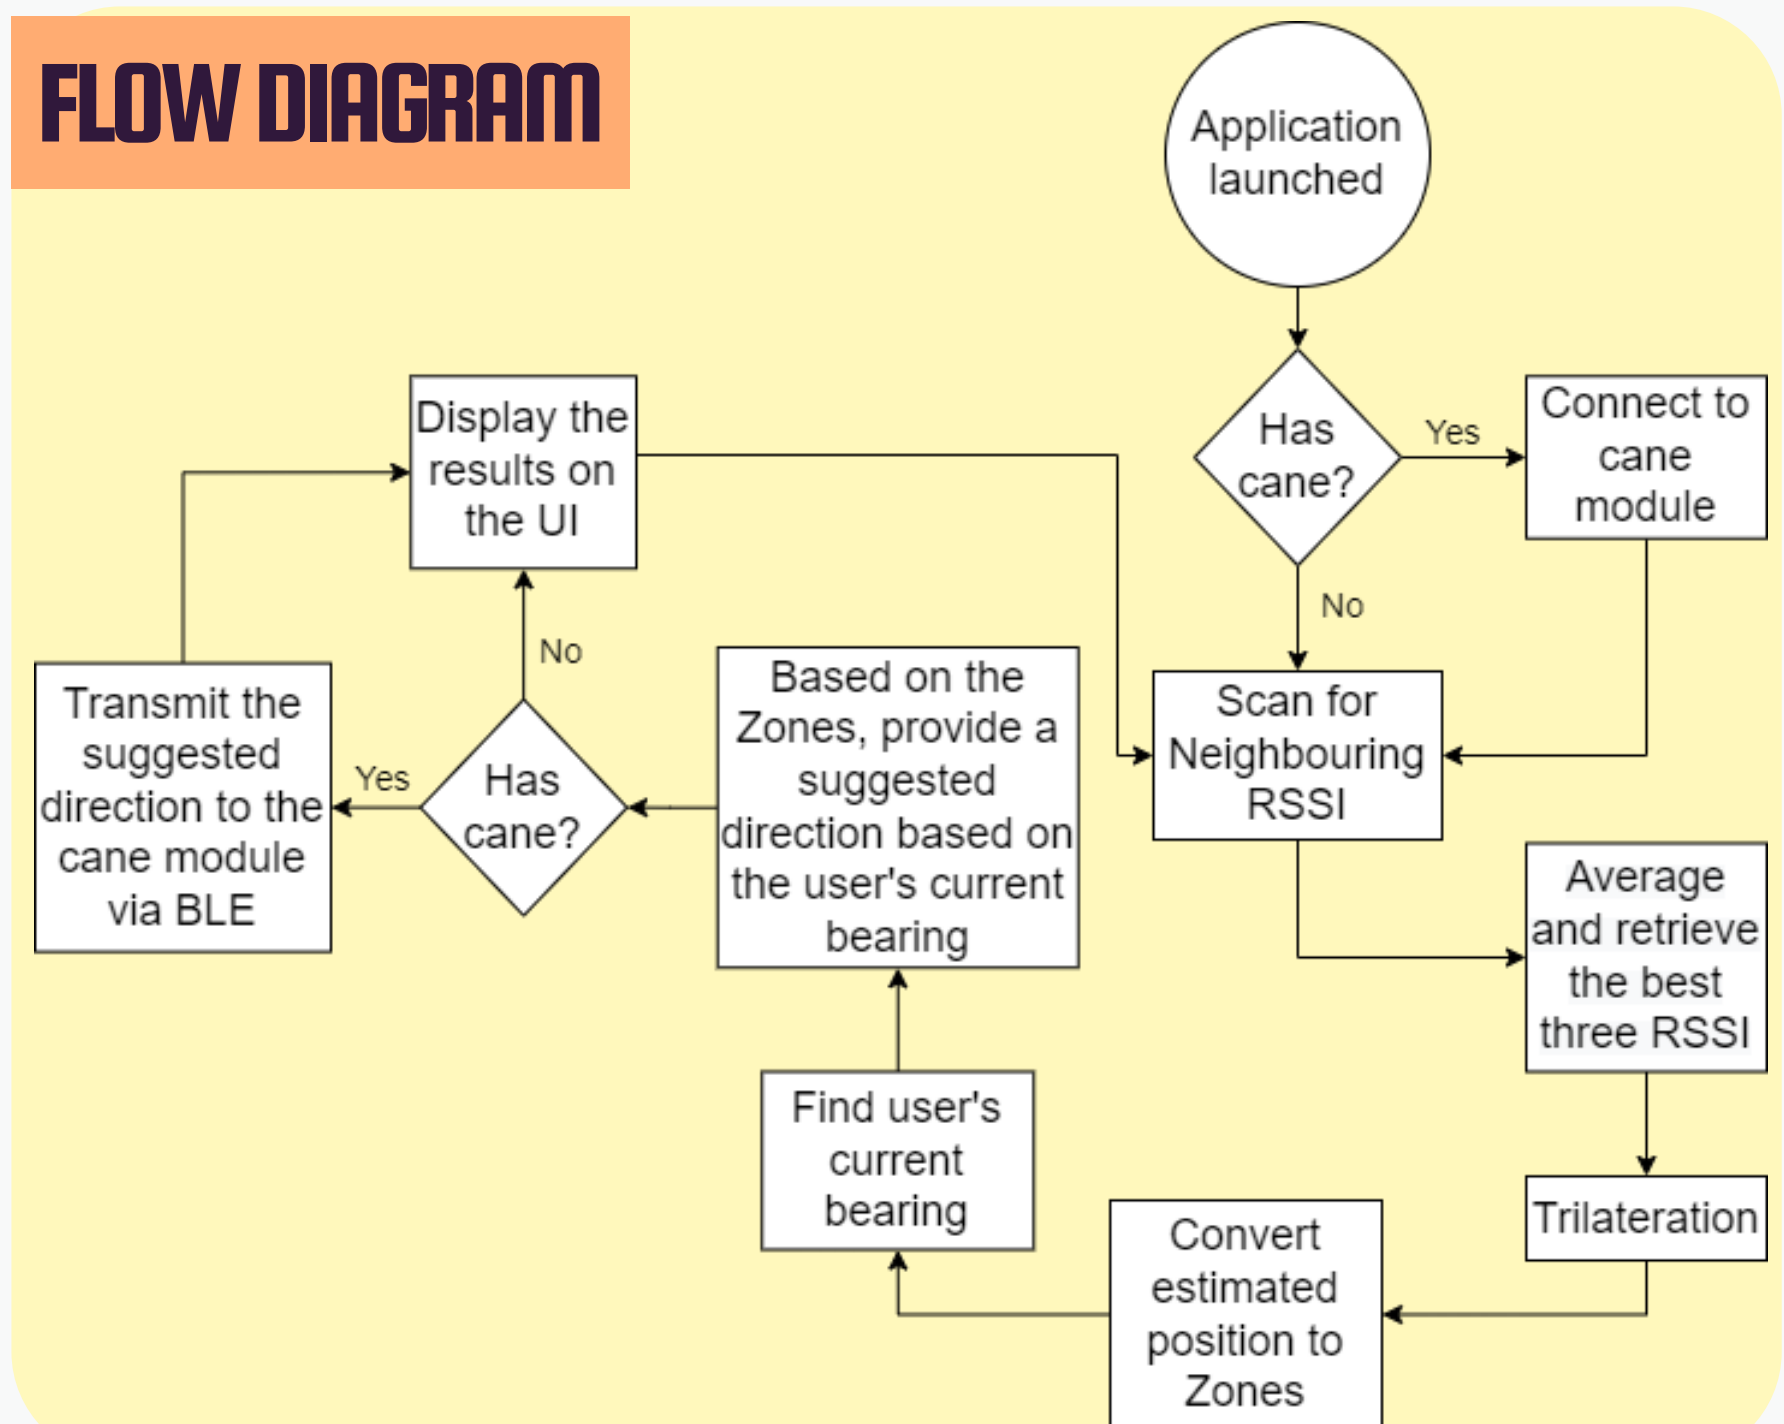 FLOW DIAGRAM
Application
launched
Has
cane?
Yes
Connect to
cane
module
No
Scan for
Neighbouring
RSSI
Average
and retrieve
the best
three RSSI
Trilateration
Convert
estimated
position to
Zones
Find user's
current
bearing
Based on the
Zones, provide a
suggested
direction based on
the user's current
bearing
Has
cane?
Yes
Transmit the
suggested
direction to the
cane module
via BLE
No
Display the
results on
the UI